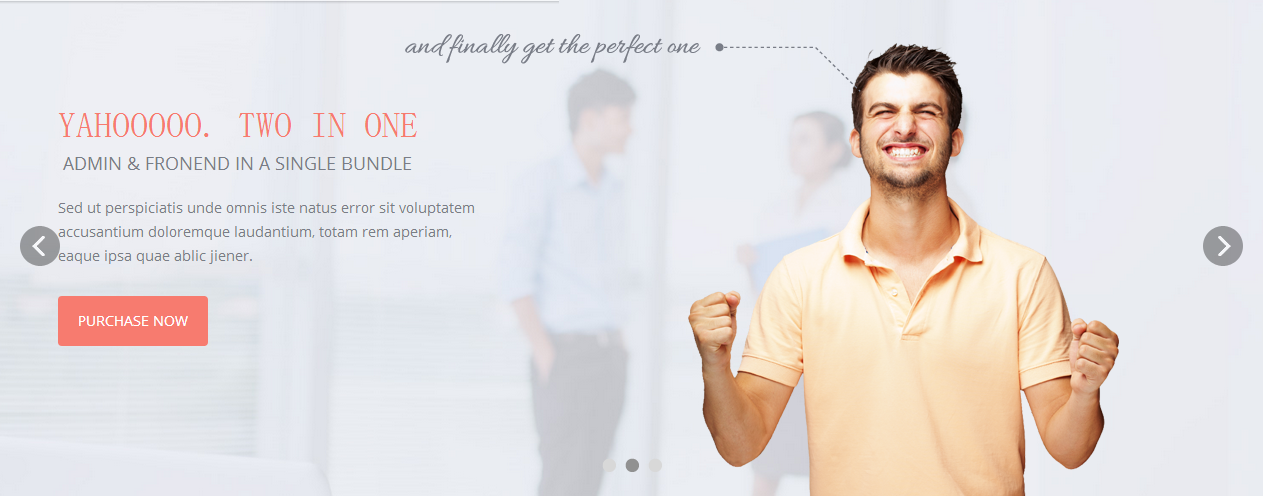 and finally get the perfect one
YAHOOOOO. TWO IN ONE
ADMIN & FRONEND IN A SINGLE BUNDLE
Sed ut perspiciatis unde omnis iste natus error sit voluptatem
accusantium doloremque laudantium, totam rem aperiam,
eaque ipsa quae ablic jiener.
PURCHASE NOW